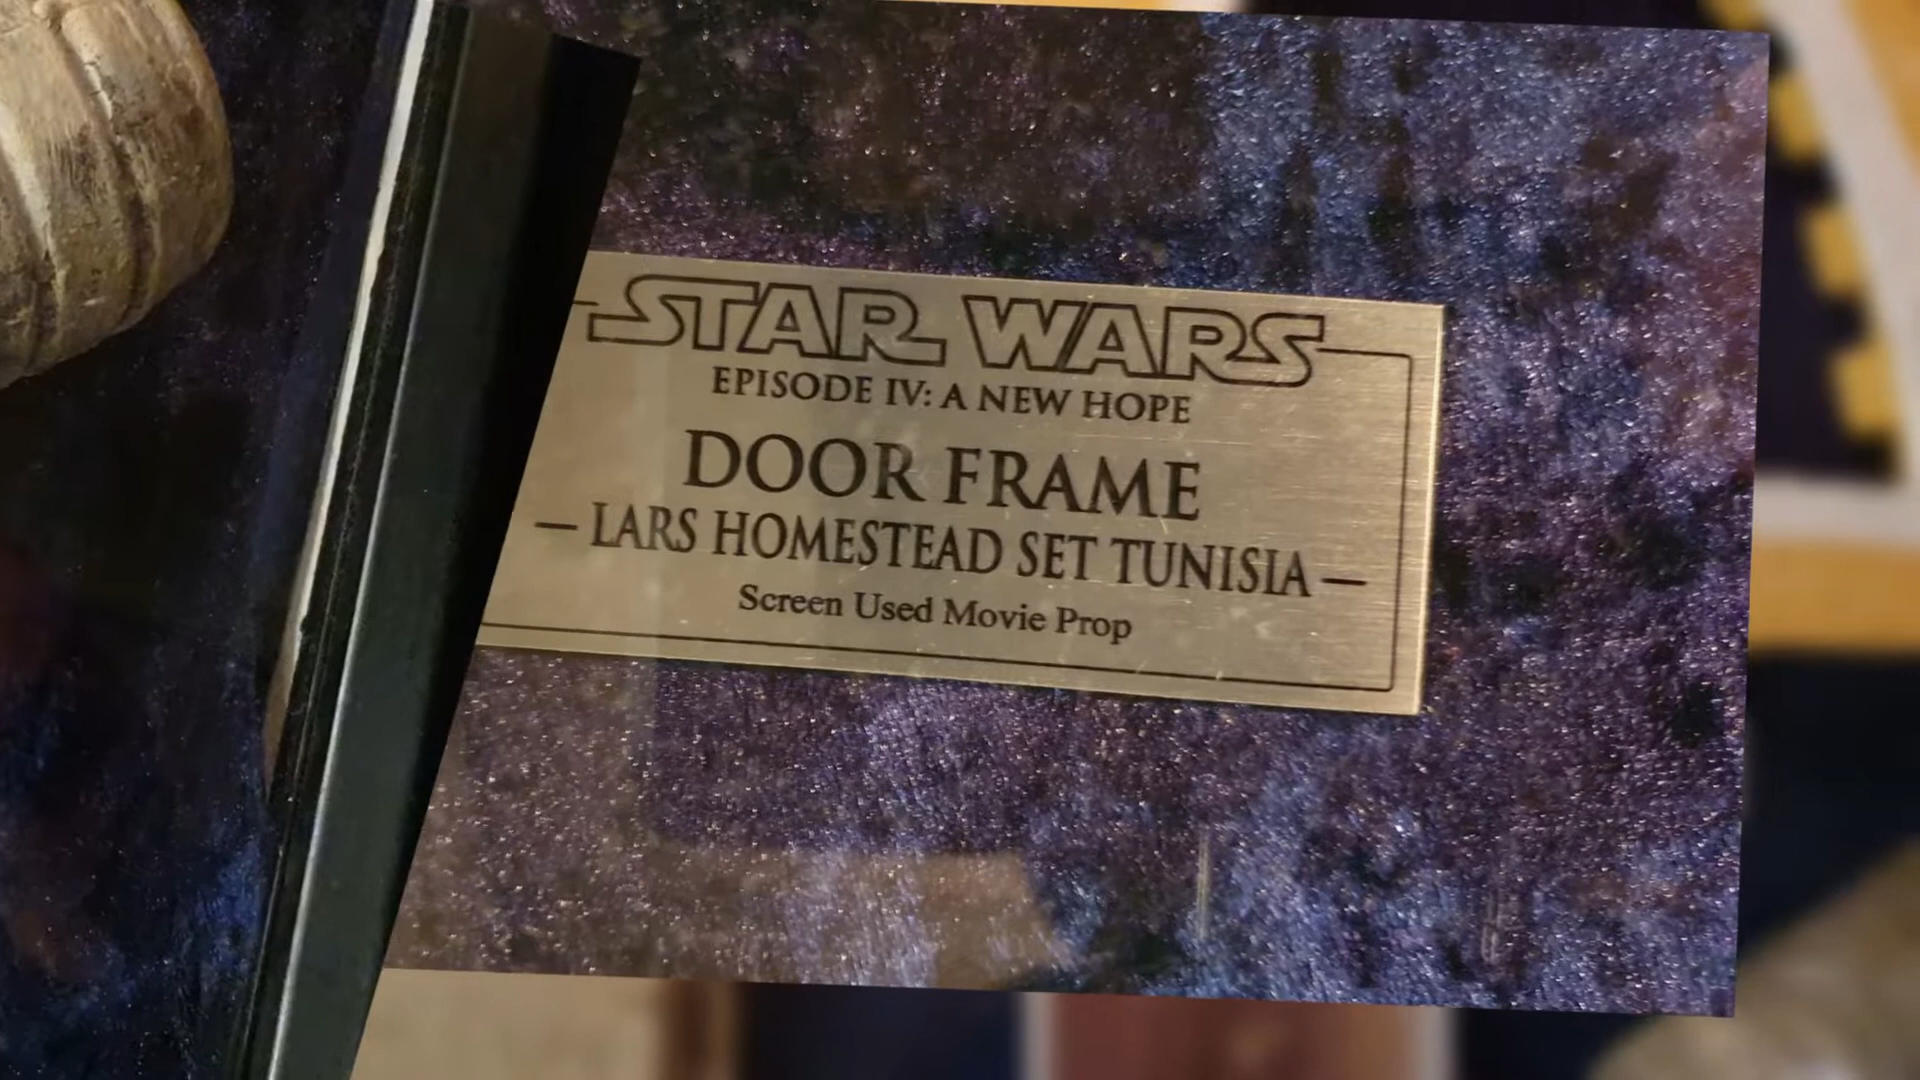 STAR WARS
EPISODE IV: A NEW HOPE
DOOR FRAME
— LARS HOMESTEAD SET TUNISIA —
Screen Used Movie Prop